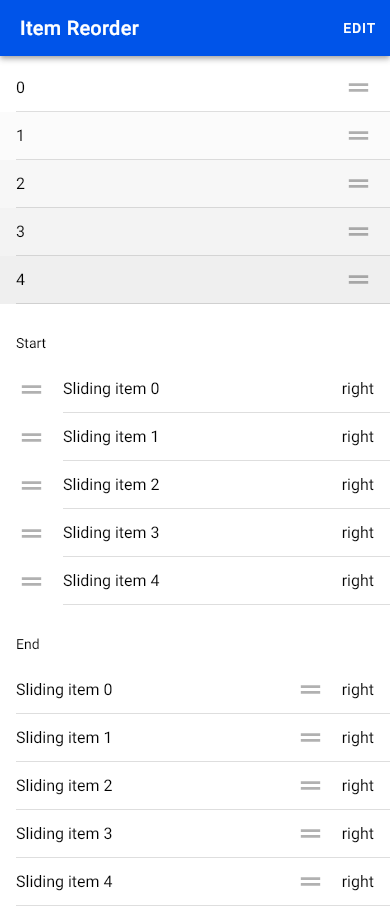 Item Reorder EDIT
0
1
2
3
4
Start
Sliding item 0 right
Sliding item 1 right
Sliding item 2 right
Sliding item 3 right
Sliding item 4 right
End
Sliding item 0 right
Sliding item 1 right
Sliding item 2 right
Sliding item 3 right
Sliding item 4 right